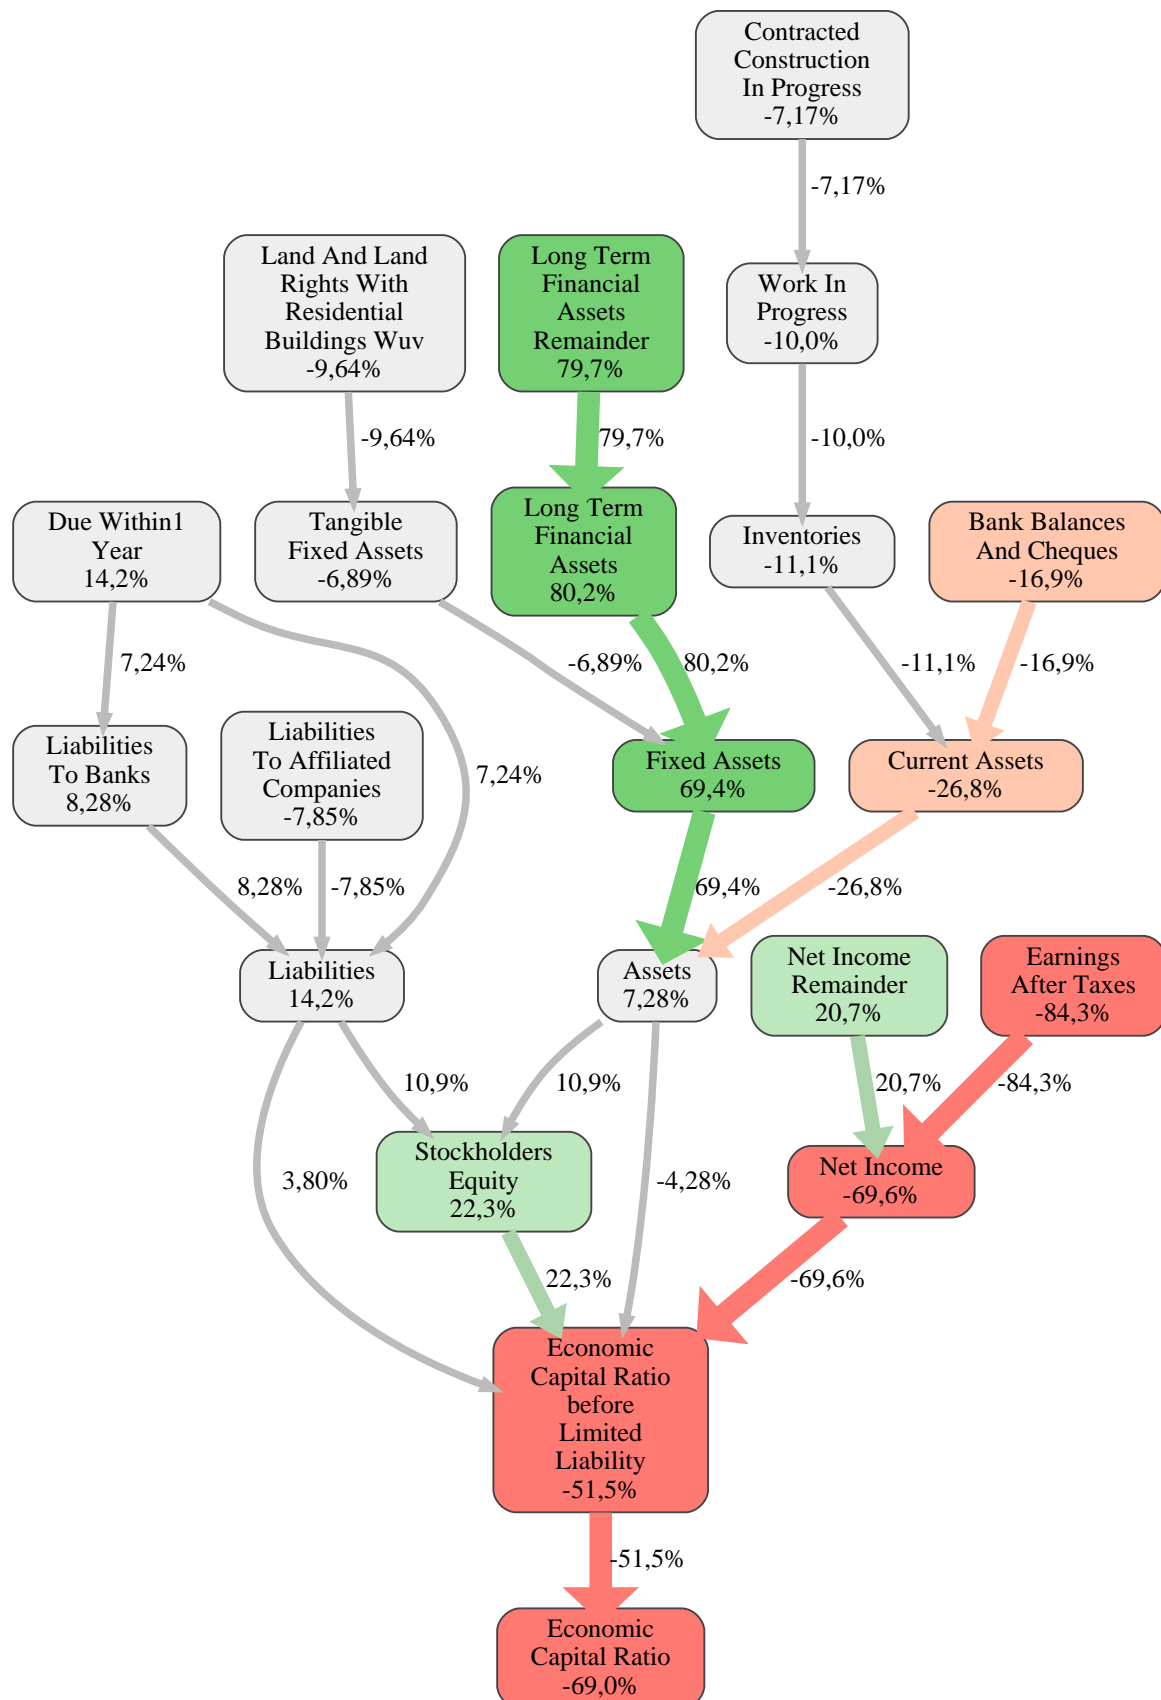 Contracted
Construction
In Progress
-7,17%
-7,17%
Land And Land
Rights With
Residential
Buildings Wuv
-9,64%
Long Term
Financial
Assets
Remainder
79,7%
Work In
Progress
-10,0%
-9,64%
79,7%
-10,0%
Due Within1
Year
14,2%
Tangible
Fixed Assets
-6,89%
Long Term
Financial
Assets
80,2%
Inventories
-11,1%
Bank Balances
And Cheques
-16,9%
7,24%
-6,89%
80,2%
-11,1%
-16,9%
Liabilities
To Banks
8,28%
Liabilities
To Affiliated
Companies
-7,85%
7,24%
Fixed Assets
69,4%
Current Assets
-26,8%
8,28%
-7,85%
69,4%
-26,8%
Liabilities
14,2%
Assets
7,28%
Net Income
Remainder
20,7%
Earnings
After Taxes
-84,3%
10,9%
10,9%
20,7%
-84,3%
3,80%
Stockholders
Equity
22,3%
-4,28%
Net Income
-69,6%
22,3%
-69,6%
Economic
Capital Ratio
before
Limited
Liability
-51,5%
-51,5%
Economic
Capital Ratio
-69,0%